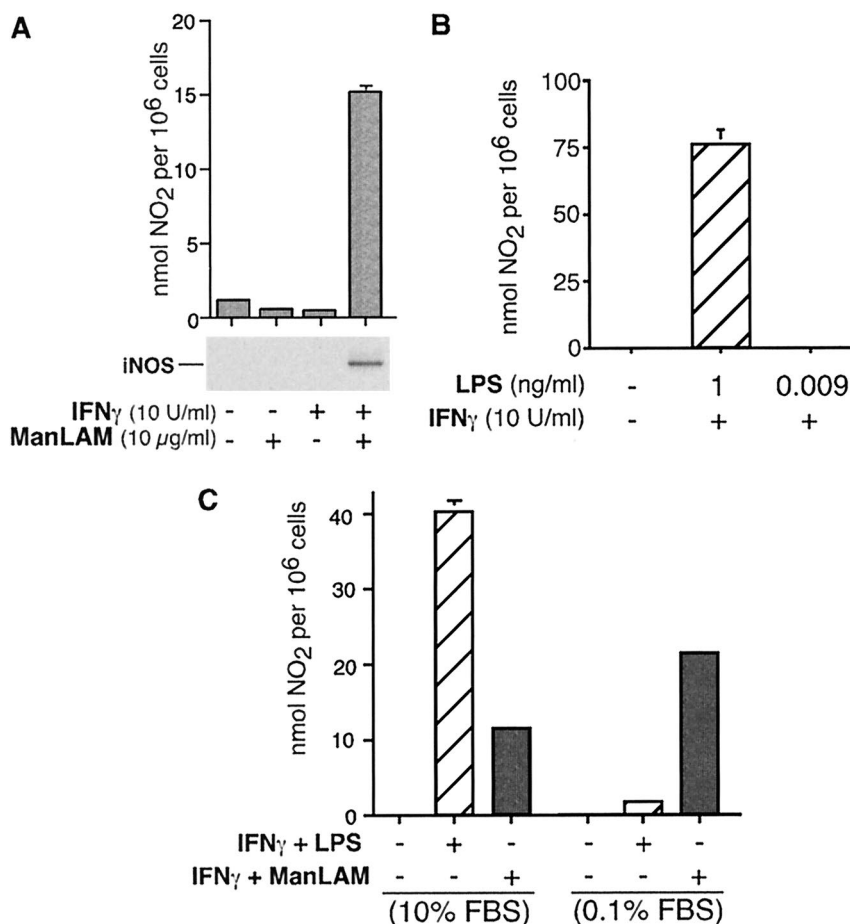 A
nmol NO2 per 10^6 cells
20
15
10
5
0
iNOS
IFNγ (10 U/ml) - - + +
ManLAM (10 µg/ml) - + - +
B
nmol NO2 per 10^6 cells
100
75
50
25
0
LPS (ng/ml) - 1 0.009
IFNγ (10 U/ml) - + +
C
nmol NO2 per 10^6 cells
40
30
20
10
0
IFNγ + LPS - + - - + -
IFNγ + ManLAM - - + - - +
(10% FBS) (0.1% FBS)